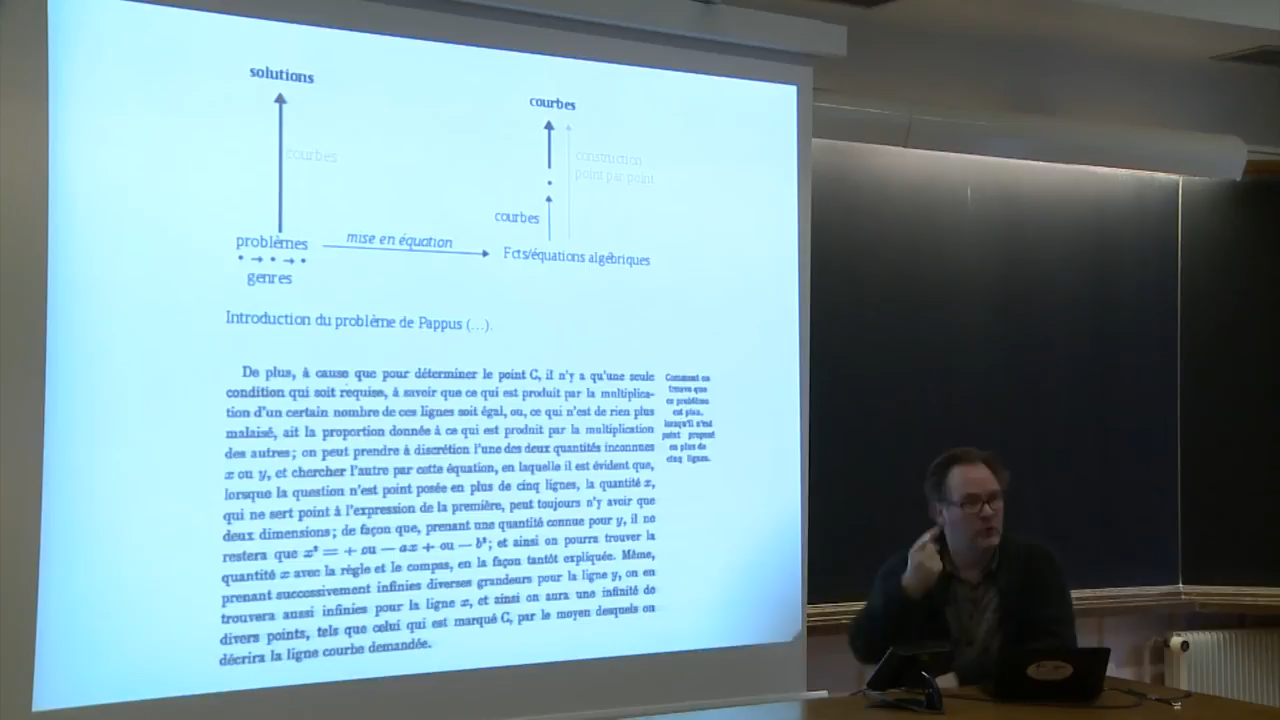 solutions
courbes
courbes
construction
point par point
courbes
problèmes
mise en équation
Fcts/équations algébriques
• → • → •
genres
Introduction du problème de Pappus (...).
De plus, à cause que pour déterminer le point C, il n'y a qu'une seule
condition qui soit requise, à savoir que ce qui est produit par la multiplica-
tion d'un certain nombre de ces lignes soit égal, ou, ce qui n'est de rien plus
malaisé, ait la proportion donnée à ce qui est produit par la multiplication
des autres; on peut prendre à discrétion l'une des deux quantités inconnues
x ou y, et chercher l'autre par cette équation, en laquelle il est évident que,
lorsque la question n'est point posée en plus de cinq lignes, la quantité x,
qui ne sert point à l'expression de la première, peut toujours n'y avoir que
deux dimensions; de façon que, prenant une quantité connue pour y, il ne
restera que x² = + ou — ax + ou — b²; et ainsi on pourra trouver la
quantité x avec la règle et le compas, en la façon tantôt expliquée. Même,
prenant successivement infinies diverses grandeurs pour la ligne y, on en
trouvera aussi infinies pour la ligne x, et ainsi on aura une infinité de
divers points, tels que celui qui est marqué C, par le moyen desquels on
décrira la ligne courbe demandée.
Comment on
trouve que
ce problème
est plan,
lorsqu'il n'est
point proposé
en plus de
cinq lignes.